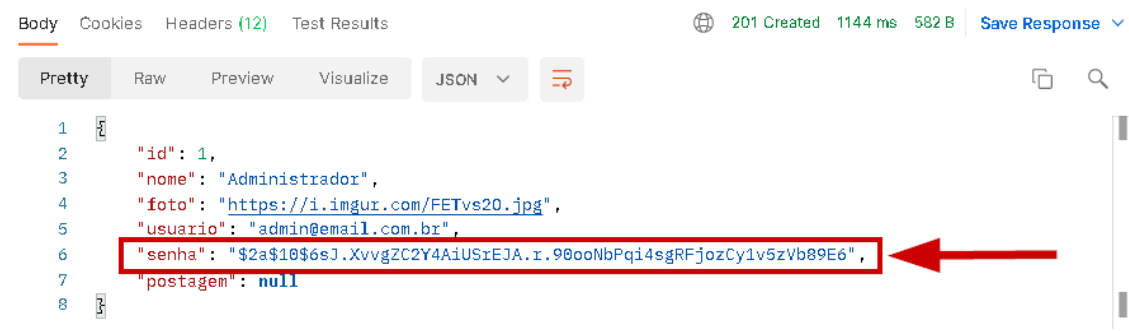 Body Cookies Headers (12) Test Results 201 Created 1144 ms 582 B Save Response
Pretty Raw Preview Visualize JSON
1 {
2 "id": 1,
3 "nome": "Administrador",
4 "foto": "https://i.imgur.com/FETvs2O.jpg",
5 "usuario": "admin@email.com.br",
6 "senha": "$2a$10$6sJ.XvvgZC2Y4AiUSrEJA.r.90ooNbPqi4sgRFjozCy1v5zVb89E6",
7 "postagem": null
8 }